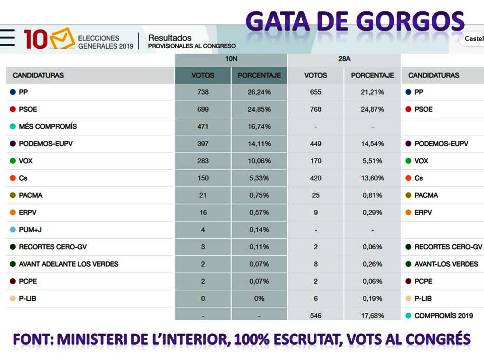 GATA DE GORGOS
10 ELECCIONES GENERALES 2019 | Resultados PROVISIONALES AL CONGRESO Castel
10N 28A
CANDIDATURAS VOTOS PORCENTAJE VOTOS PORCENTAJE CANDIDATURAS
PP 738 26,24% 655 21,21% PP
PSOE 699 24,85% 768 24,87% PSOE
MÉS COMPROMÍS 471 16,74% - -
PODEMOS-EUPV 397 14,11% 449 14,54% PODEMOS-EUPV
VOX 283 10,06% 170 5,51% VOX
Cs 150 5,33% 420 13,60% Cs
PACMA 21 0,75% 25 0,81% PACMA
ERPV 16 0,57% 9 0,29% ERPV
PUM+J 4 0,14% - -
RECORTES CERO-GV 3 0,11% 2 0,06% RECORTES CERO-GV
AVANT ADELANTE LOS VERDES 2 0,07% 8 0,26% AVANT-LOS VERDES
PCPE 2 0,07% 2 0,06% PCPE
P-LIB 0 0% 6 0,19% P-LIB
- - 546 17,68% COMPROMÍS 2019
FONT: MINISTERI DE L'INTERIOR, 100% ESCRUTAT, VOTS AL CONGRÉS